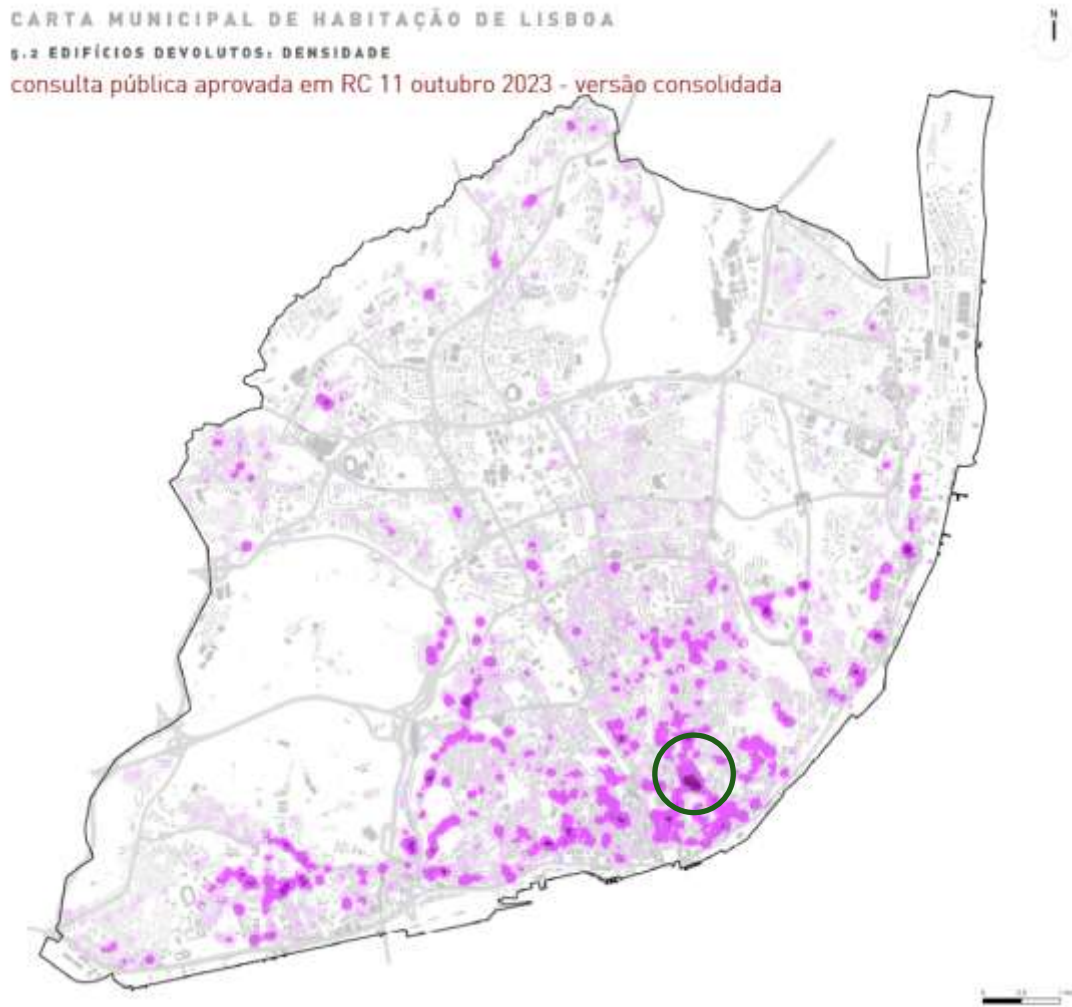 CARTA MUNICIPAL DE HABITAÇÃO DE LISBOA
5.2 EDIFÍCIOS DEVOLUTOS: DENSIDADE
consulta pública aprovada em RC 11 outubro 2023 - versão consolidada
N